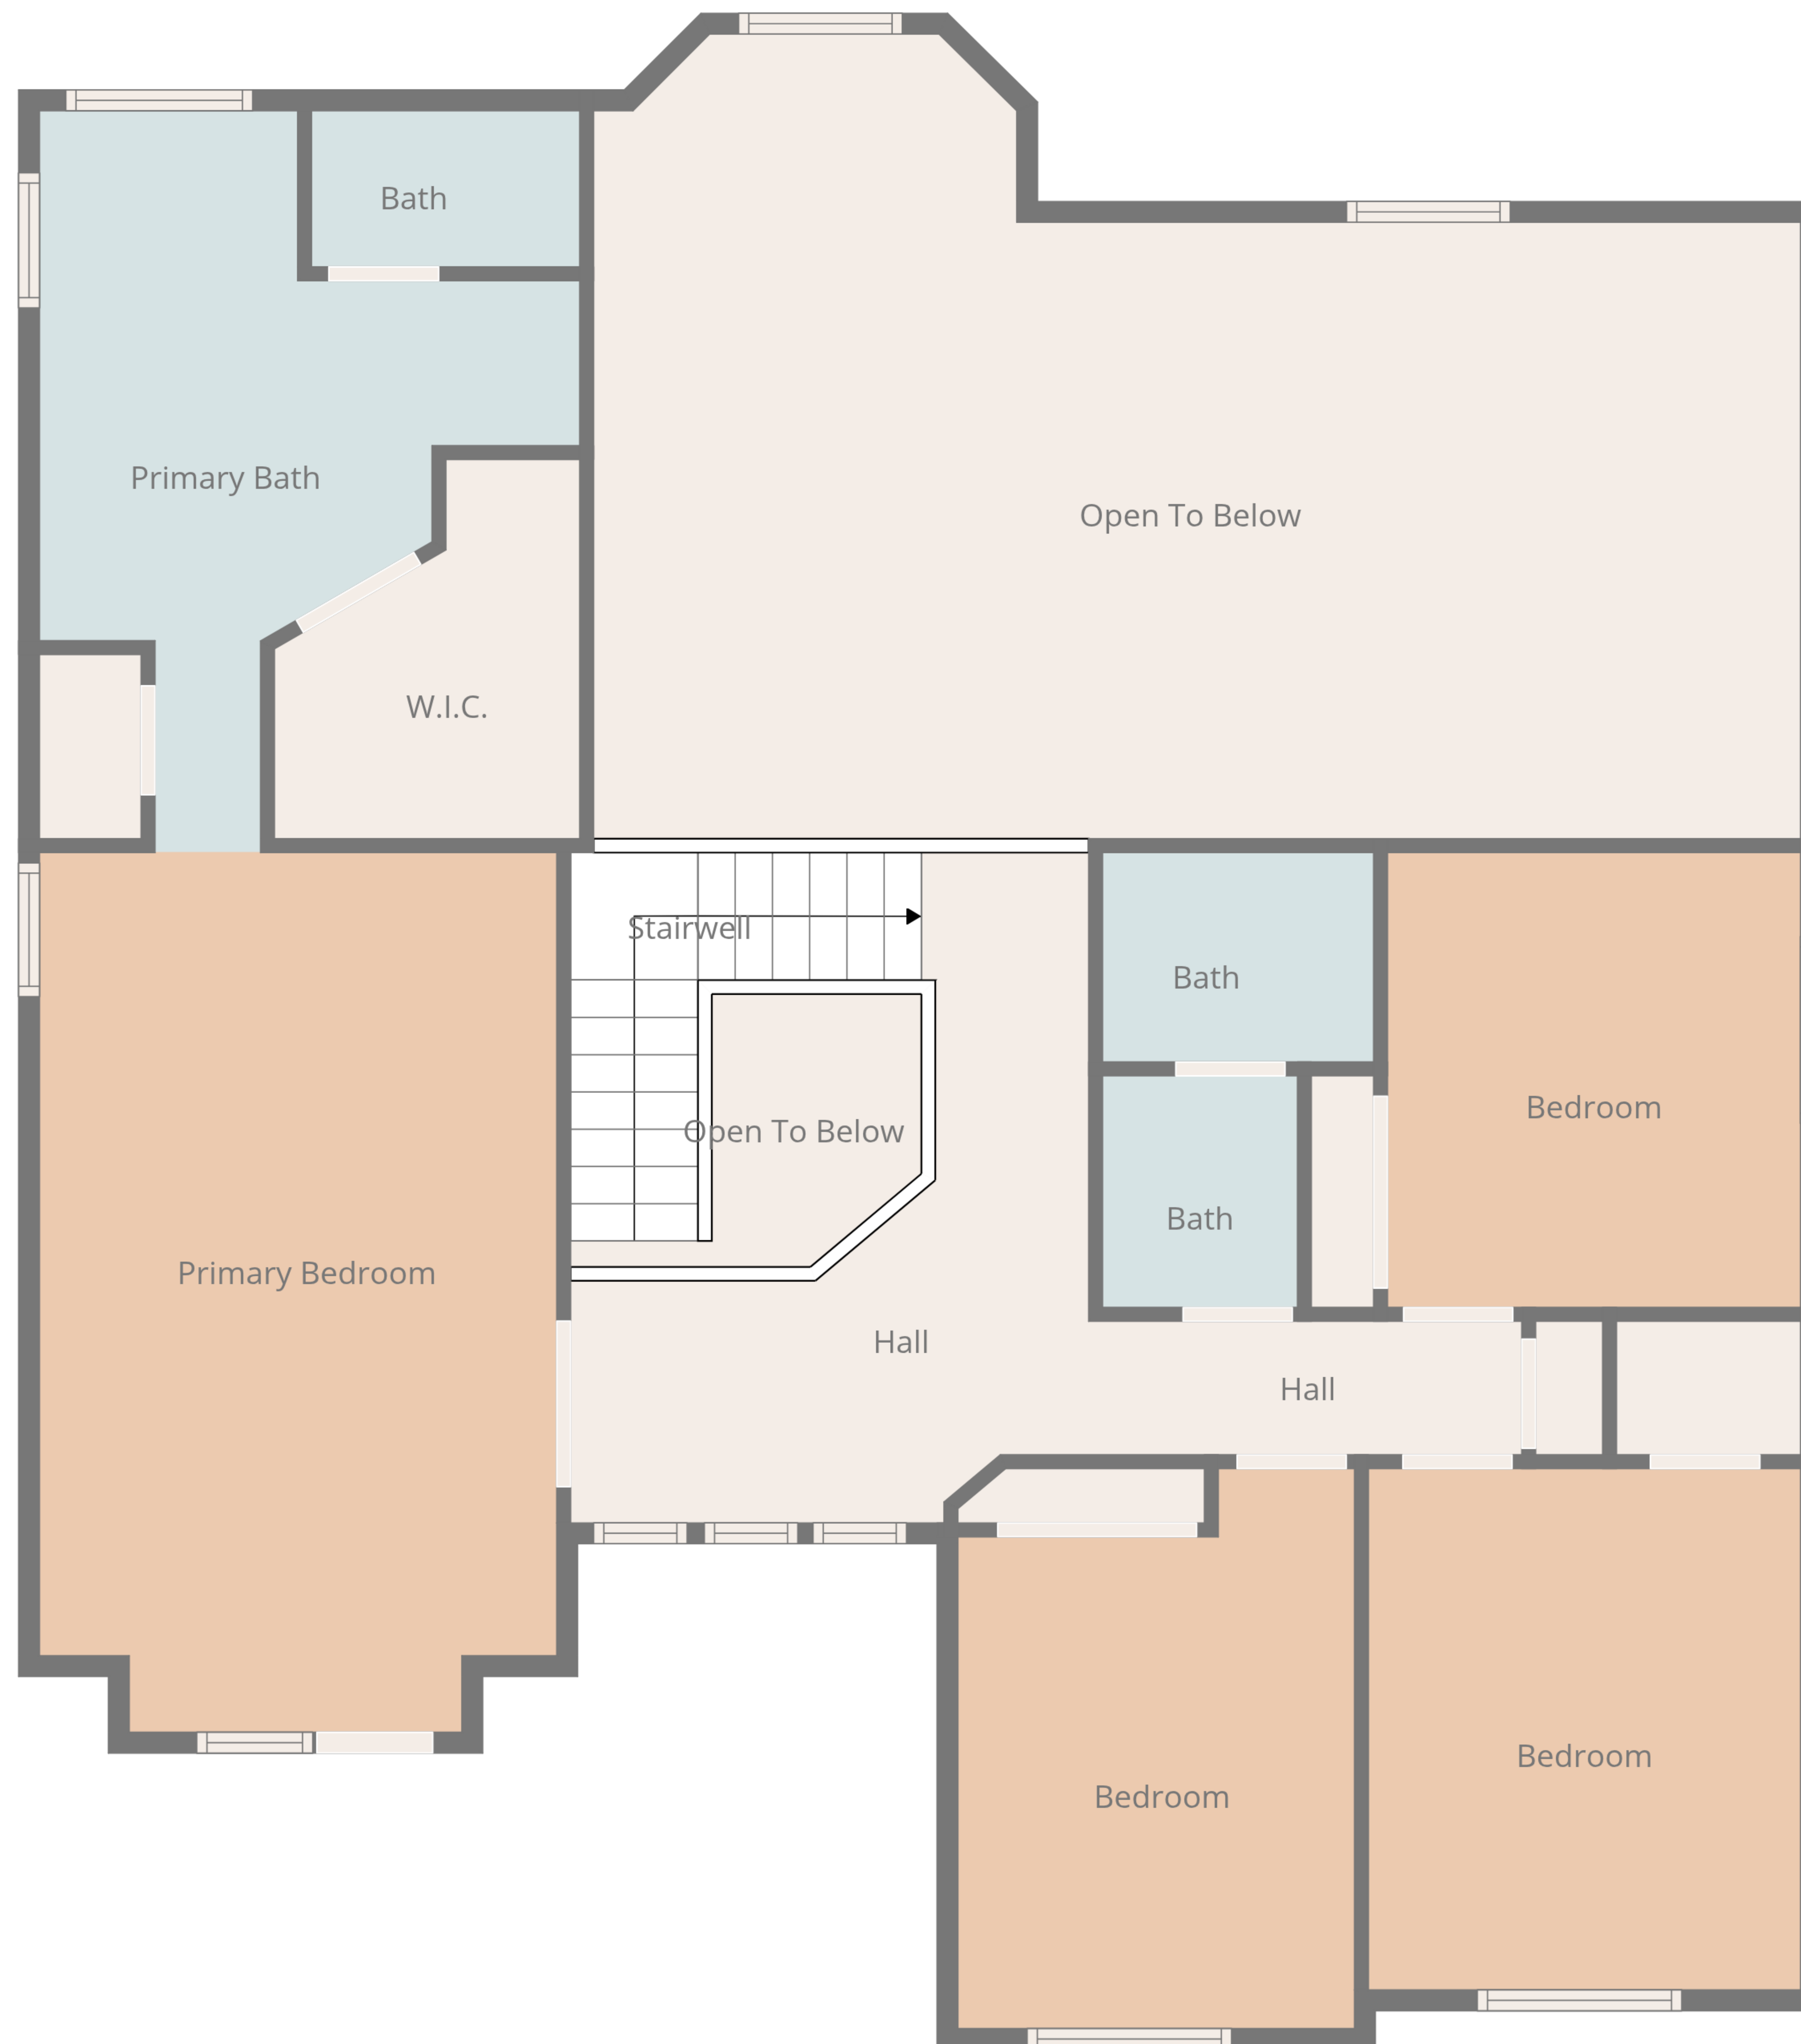 Bath
Primary Bath
Open To Below
W.I.C.
Stairwell
Bath
Bedroom
Open To Below
Bath
Primary Bedroom
Hall
Hall
Bedroom
Bedroom